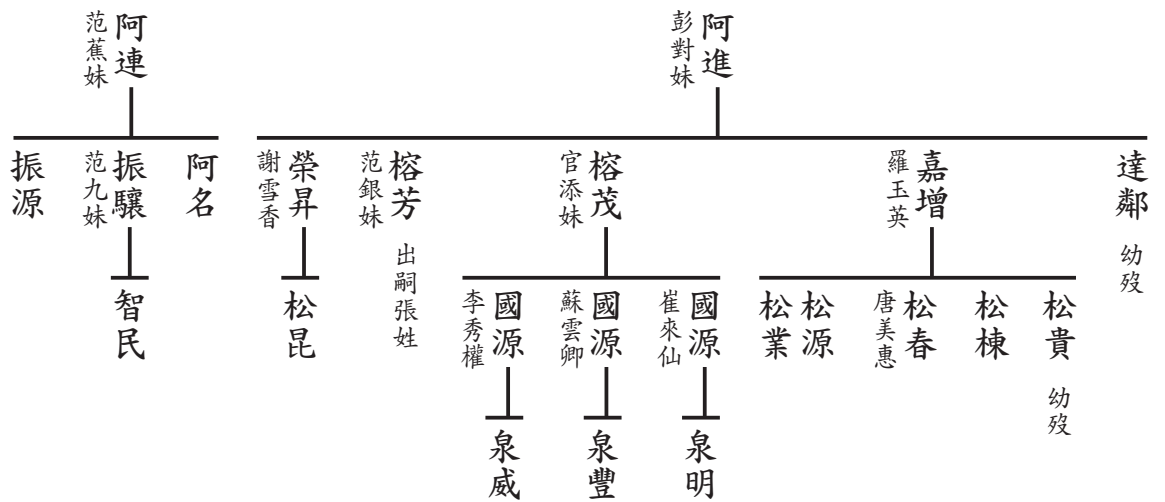 阿進
彭對妹
阿連
范蕉妹
達鄰
幼歿
嘉增
羅玉英
榕茂
官添妹
榕芳
范銀妹
出嗣張姓
榮昇
謝雪香
阿名
振驤
范九妹
振源
松貴
幼歿
松棟
松春
唐美惠
松源
松業
國源
崔來仙
國源
蘇雲卿
國源
李秀權
松昆
智民
泉明
泉豐
泉威